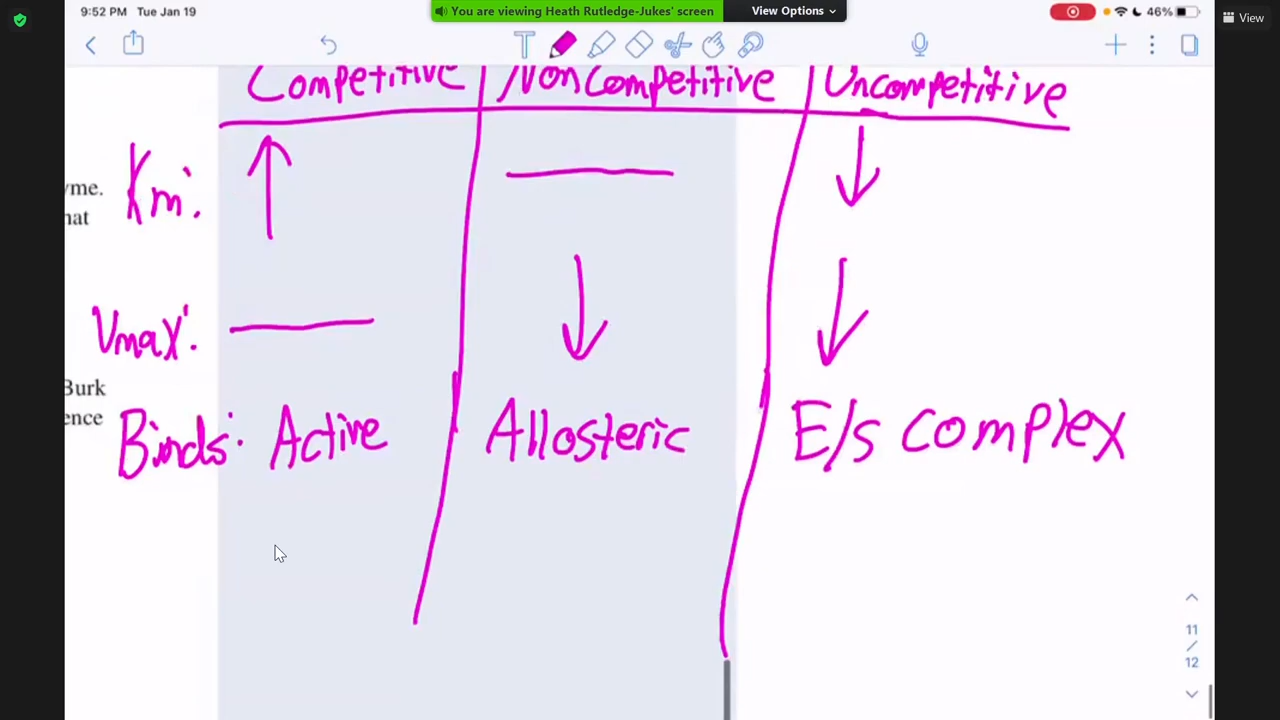 9:52 PM Tue Jan 19
You are viewing Heath Rutledge-Jukes' screen
View Options
46%
View
Competitive Noncompetitive Uncompetitive
yme.
Km:
hat
Vmax:
Burk
ence
Binds: Active Allosteric E/s complex
11
/
12